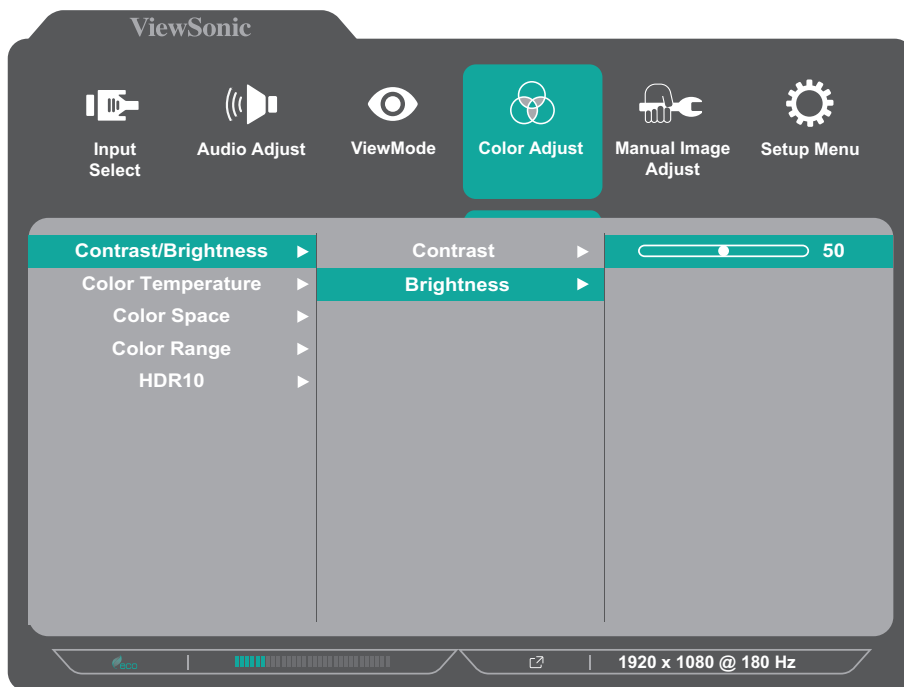 ViewSonic
Input Select
Audio Adjust
ViewMode
Color Adjust
Manual Image Adjust
Setup Menu
Contrast/Brightness
Contrast
50
Color Temperature
Brightness
Color Space
Color Range
HDR10
eco
1920 x 1080 @ 180 Hz